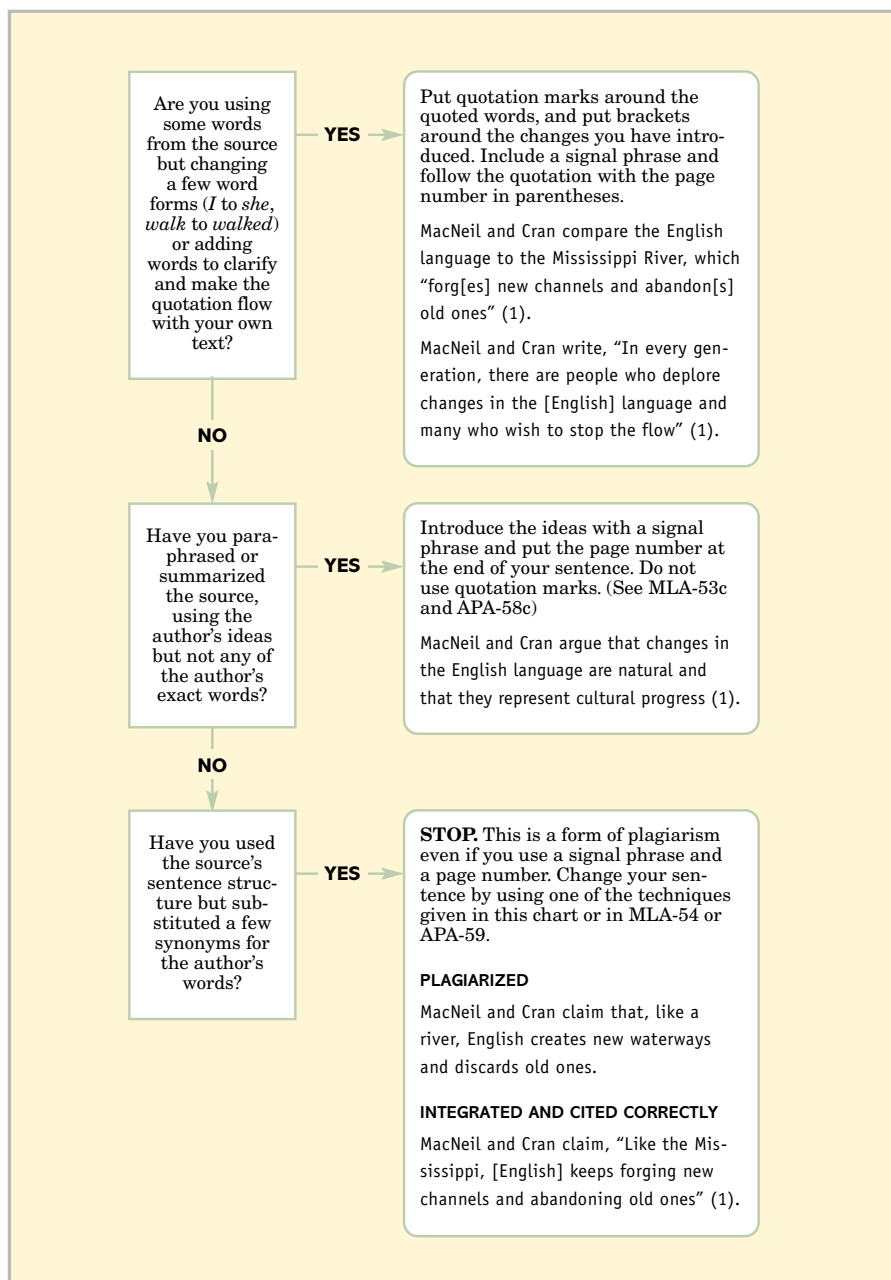 Are you using
some words
from the source
but changing
a few word
forms (I to she,
walk to walked)
or adding
words to clarify
and make the
quotation flow
with your own
text?
YES
Put quotation marks around the
quoted words, and put brackets
around the changes you have intro-
duced. Include a signal phrase and
follow the quotation with the page
number in parentheses.
MacNeil and Cran compare the English
language to the Mississippi River, which
“forg[es] new channels and abandon[s]
old ones” (1).
MacNeil and Cran write, “In every gen-
eration, there are people who deplore
changes in the [English] language and
many who wish to stop the flow” (1).
NO
Have you para-
phrased or
summarized
the source,
using the
author’s ideas
but not any of
the author’s
exact words?
YES
Introduce the ideas with a signal
phrase and put the page number at
the end of your sentence. Do not
use quotation marks. (See MLA-53c
and APA-58c)
MacNeil and Cran argue that changes in
the English language are natural and
that they represent cultural progress (1).
NO
Have you used
the source’s
sentence struc-
ture but sub-
stituted a few
synonyms for
the author’s
words?
YES
STOP. This is a form of plagiarism
even if you use a signal phrase and
a page number. Change your sen-
tence by using one of the techniques
given in this chart or in MLA-54 or
APA-59.
PLAGIARIZED
MacNeil and Cran claim that, like a
river, English creates new waterways
and discards old ones.
INTEGRATED AND CITED CORRECTLY
MacNeil and Cran claim, “Like the Mis-
sissippi, [English] keeps forging new
channels and abandoning old ones” (1).